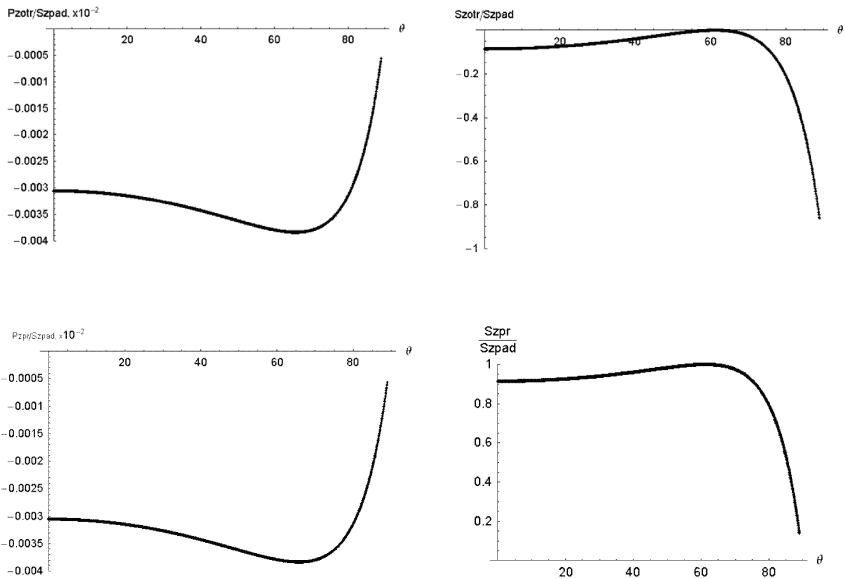 Pzotr/Szpad, x10⁻²
θ
20 40 60 80
−0.0005
−0.001
−0.0015
−0.002
−0.0025
−0.003
−0.0035
−0.004
Szotr/Szpad
θ
20 40 60 80
−0.2
−0.4
−0.6
−0.8
−1
Pzpr/Szpad, x10⁻²
θ
20 40 60 80
−0.0005
−0.001
−0.0015
−0.002
−0.0025
−0.003
−0.0035
−0.004
Szpr
Szpad
1
0.8
0.6
0.4
0.2
θ
20 40 60 80